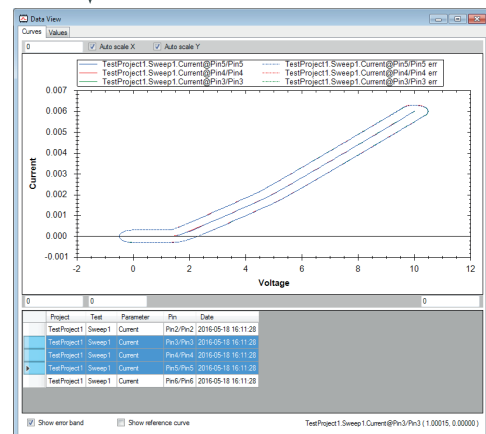 Data View
Curves Values
0 Auto scale X Auto scale Y
TestProject1.Sweep1.Current@Pin5/Pin5 TestProject1.Sweep1.Current@Pin5/Pin5 err
TestProject1.Sweep1.Current@Pin4/Pin4 TestProject1.Sweep1.Current@Pin4/Pin4 err
TestProject1.Sweep1.Current@Pin3/Pin3 TestProject1.Sweep1.Current@Pin3/Pin3 err
0.007
0.006
0.005
0.004
0.003
0.002
0.001
0.000
-0.001
Current
-2 0 2 4 6 8 10 12
Voltage
0 0 0
Project Test Parameter Pin Date
TestProject1 Sweep1 Current Pin2/Pin2 2016-05-18 16:11:28
TestProject1 Sweep1 Current Pin3/Pin3 2016-05-18 16:11:28
TestProject1 Sweep1 Current Pin4/Pin4 2016-05-18 16:11:28
TestProject1 Sweep1 Current Pin5/Pin5 2016-05-18 16:11:28
TestProject1 Sweep1 Current Pin6/Pin6 2016-05-18 16:11:28
Show error band Show reference curve TestProject1.Sweep1.Current@Pin3/Pin3 ( 1.00015, 0.00000 )